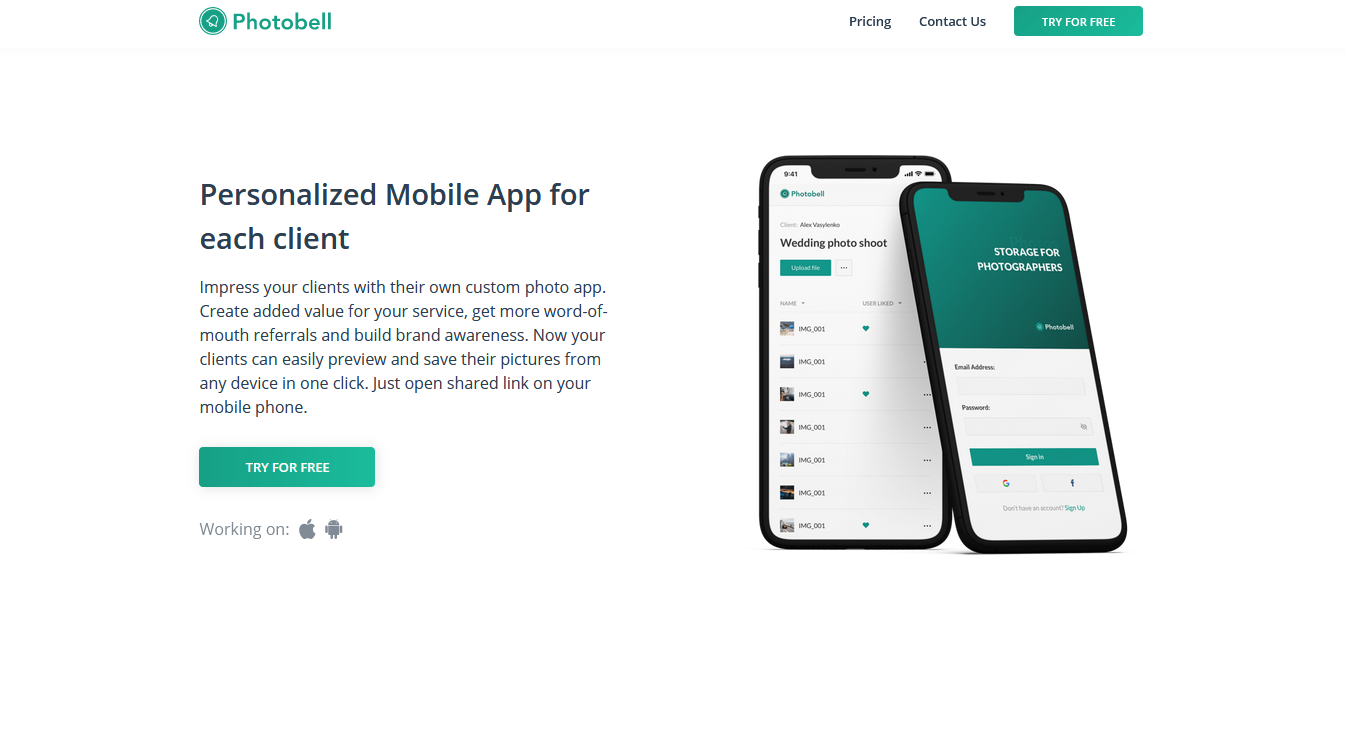 Photobell
Pricing
Contact Us
TRY FOR FREE
Personalized Mobile App for
each client
Impress your clients with their own custom photo app.
Create added value for your service, get more word-of-
mouth referrals and build brand awareness. Now your
clients can easily preview and save their pictures from
any device in one click. Just open shared link on your
mobile phone.
TRY FOR FREE
Working on:
9:41
Photobell
Client: Alex Vasylenko
Wedding photo shoot
Upload file
NAME
USER LIKED
IMG_001
IMG_001
IMG_001
IMG_001
IMG_001
IMG_001
IMG_001
STORAGE FOR
PHOTOGRAPHERS
Photobell
Email Address:
Password:
Sign in
Don't have an account? Sign Up